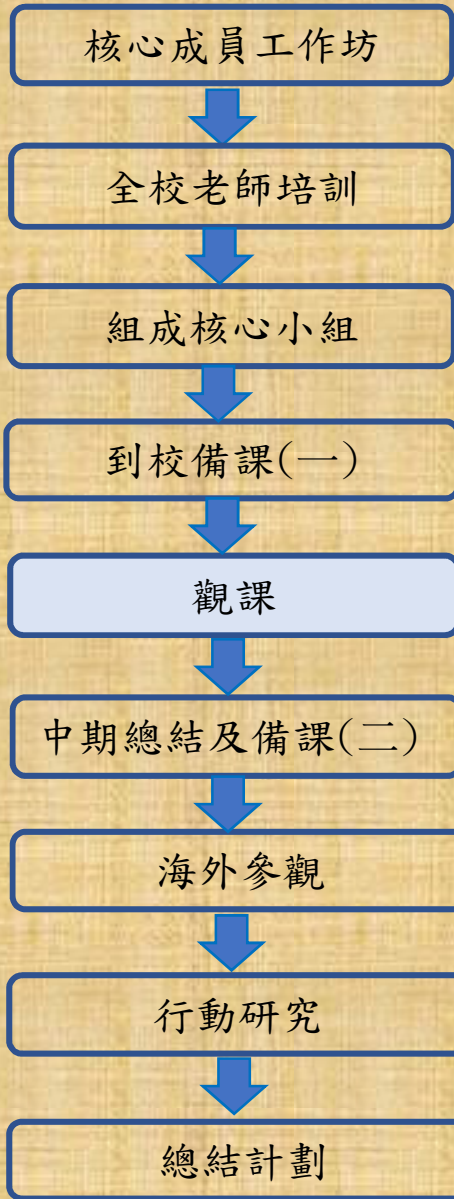 核心成員工作坊
全校老師培訓
組成核心小組
到校備課(一)
觀課
中期總結及備課(二)
海外參觀
行動研究
總結計劃